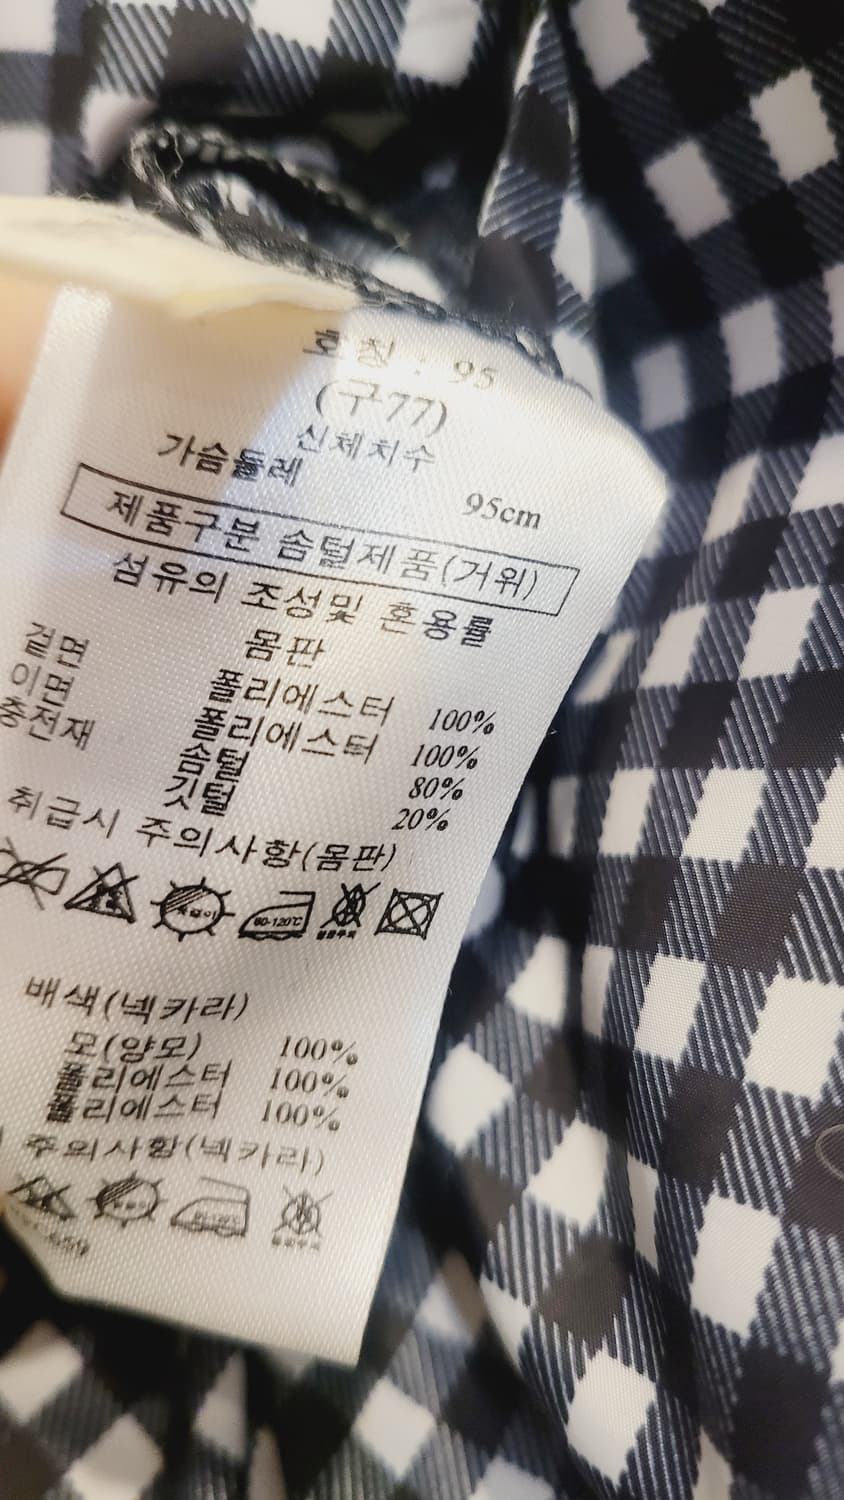 호칭 : 95
(구77)
신체치수
가슴둘레 95cm
제품구분 솜털제품(거위)
섬유의 조성및 혼용률
겉면 몸판
이면 폴리에스터 100%
충전재 폴리에스터 100%
솜털 80%
깃털 20%
취급시 주의사항(몸판)
80-120℃
배색(넥카라)
모(양모) 100%
폴리에스터 100%
폴리에스터 100%
주의사항(넥카라)